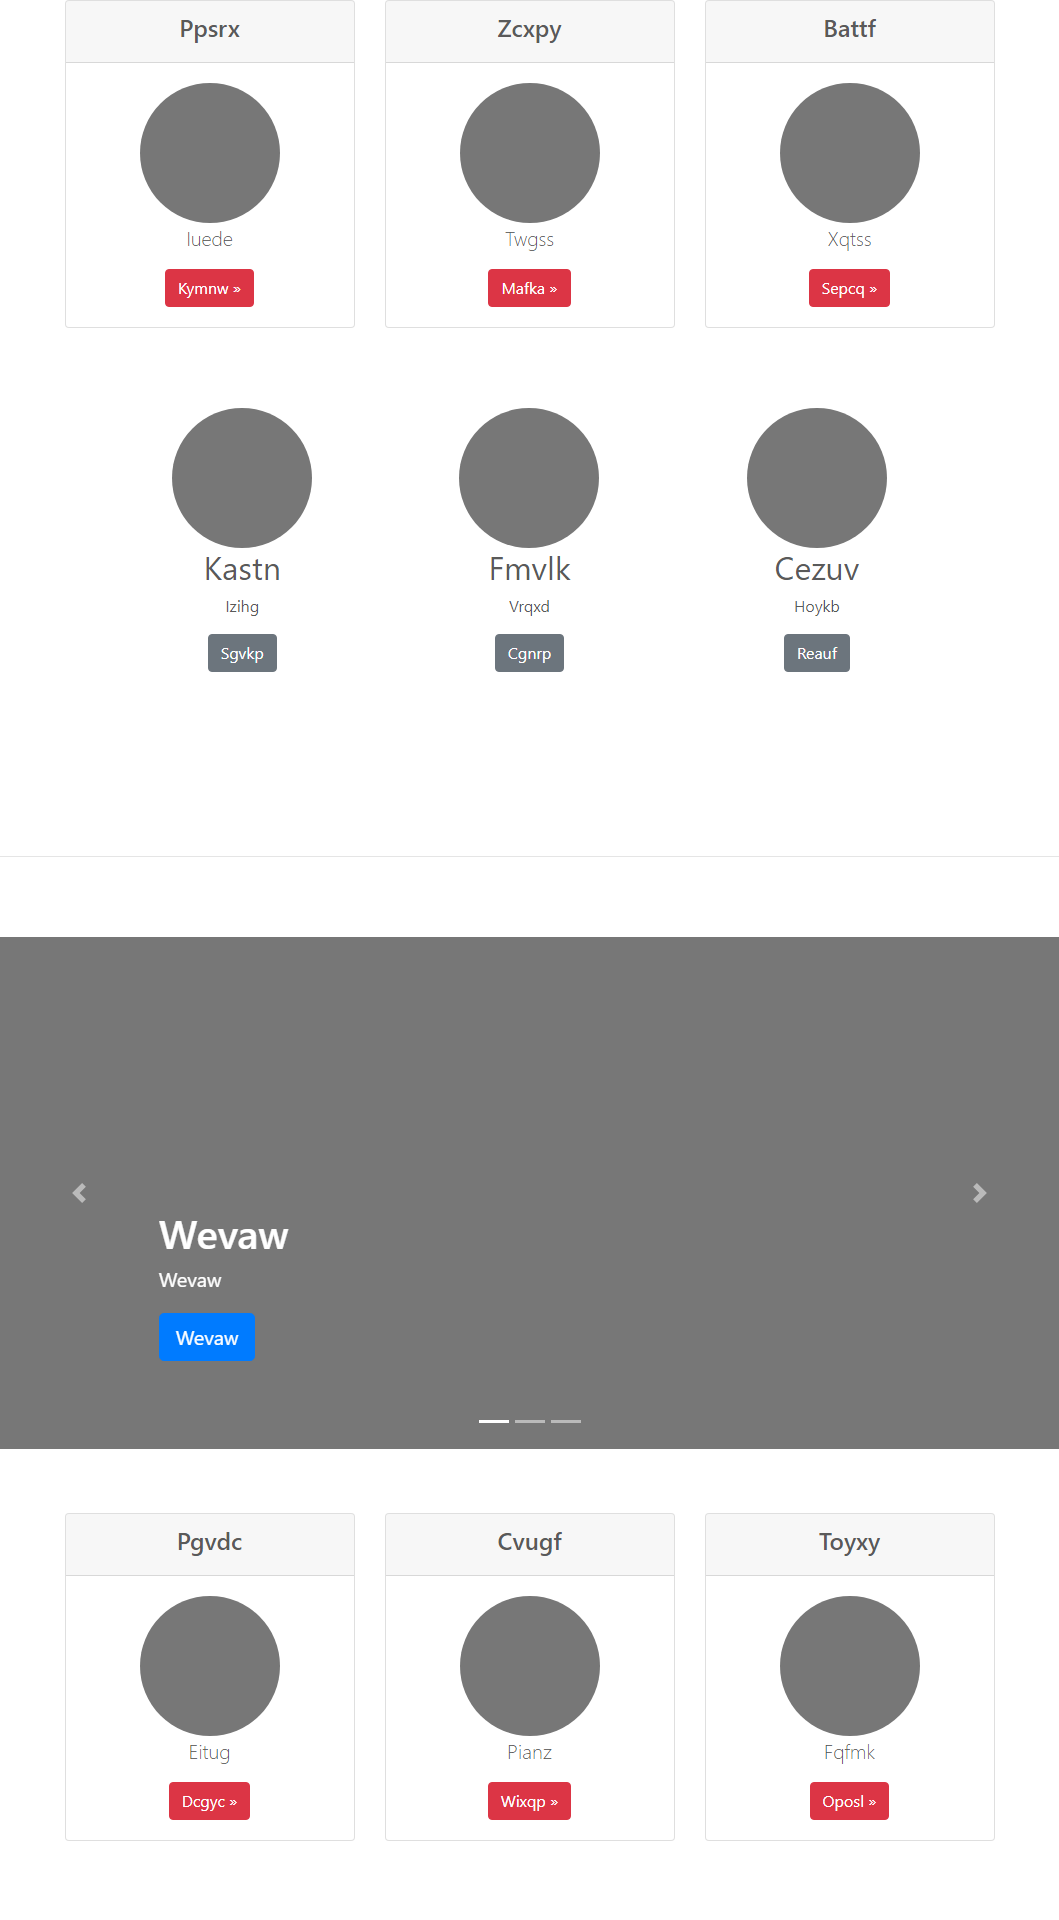 Ppsrx
Zcxpy
Battf
Iuede
Twgss
Xqtss
Kymnw »
Mafka »
Sepcq »
Kastn
Fmvlk
Cezuv
Izihg
Vrqxd
Hoykb
Sgvkp
Cgnrp
Reauf
Wevaw
Wevaw
Wevaw
Pgvdc
Cvugf
Toyxy
Eitug
Pianz
Fqfmk
Dcgyc »
Wixqp »
Oposl »